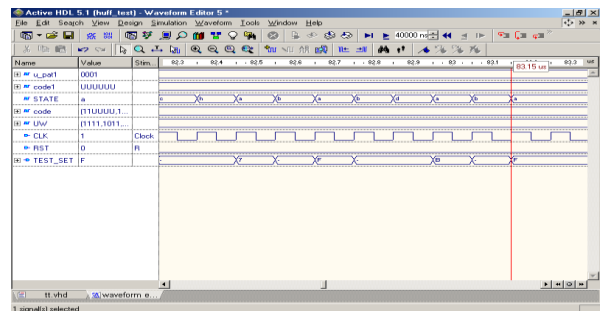 Active HDL 5.1 (huff_test) - Waveform Editor 5 *
File Edit Search View Design Simulation Waveform Tools Window Help
40000 ns
Name Value Stim... 82.3 82.4 82.5 82.6 82.7 82.8 82.9 83 83.1 83.3 us
83.15 us
u_pat1 0001
code1 UUUUUU
STATE a b a b a b d a b a
code (11UUUU,1...
UW (1111,1011,...
CLK 1 Clock
RST 0 R
TEST_SET F 7 - F - B - F
tt.vhd waveform e...
1 signal(s) selected